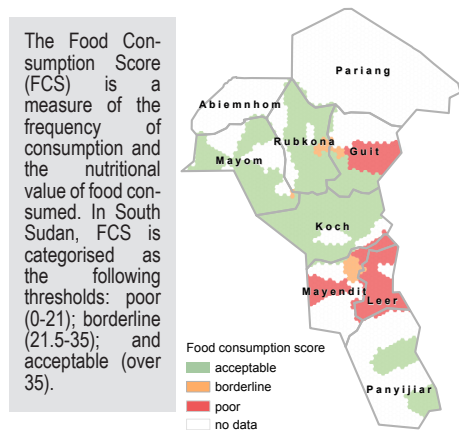 The Food Con-
sumption Score
(FCS) is a
measure of the
frequency of
consumption and
the nutritional
value of food con-
sumed. In South
Sudan, FCS is
categorised as
the following
thresholds: poor
(0-21); borderline
(21.5-35); and
acceptable (over
35).
Pariang
Abiemnhom
Rubkona
Guit
Mayom
Koch
Mayendit
Leer
Panyijiar
Food consumption score
acceptable
borderline
poor
no data